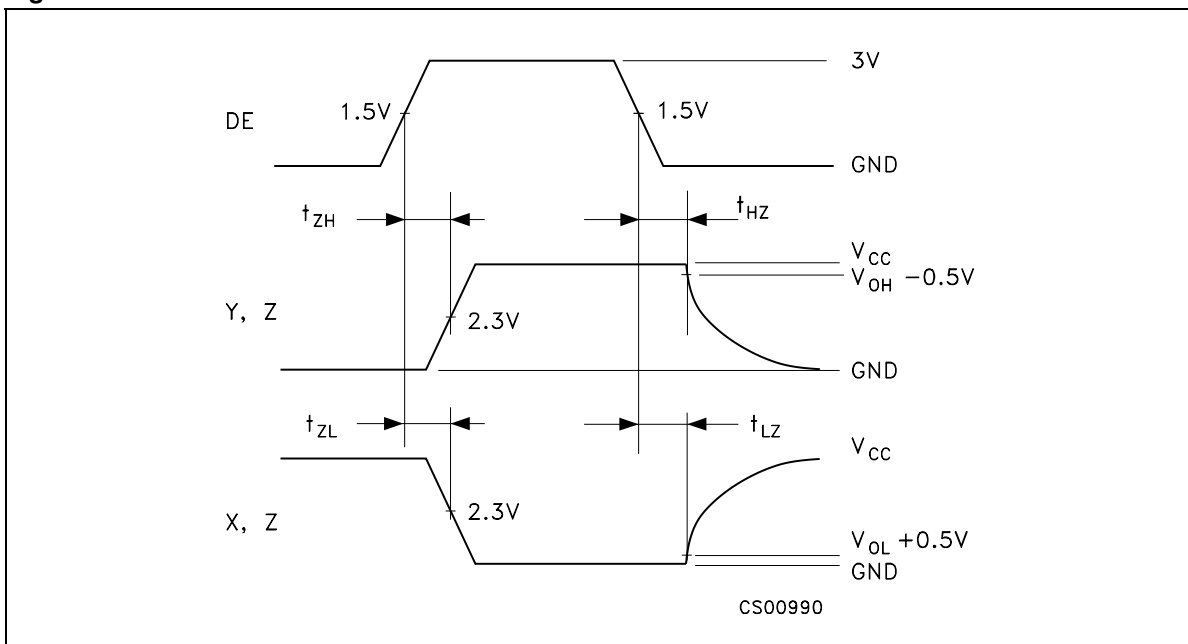 3V
1.5V
1.5V
DE
GND
tZH
tHZ
VCC
VOH −0.5V
Y, Z
2.3V
GND
tZL
tLZ
VCC
2.3V
X, Z
VOL +0.5V
GND
CS00990